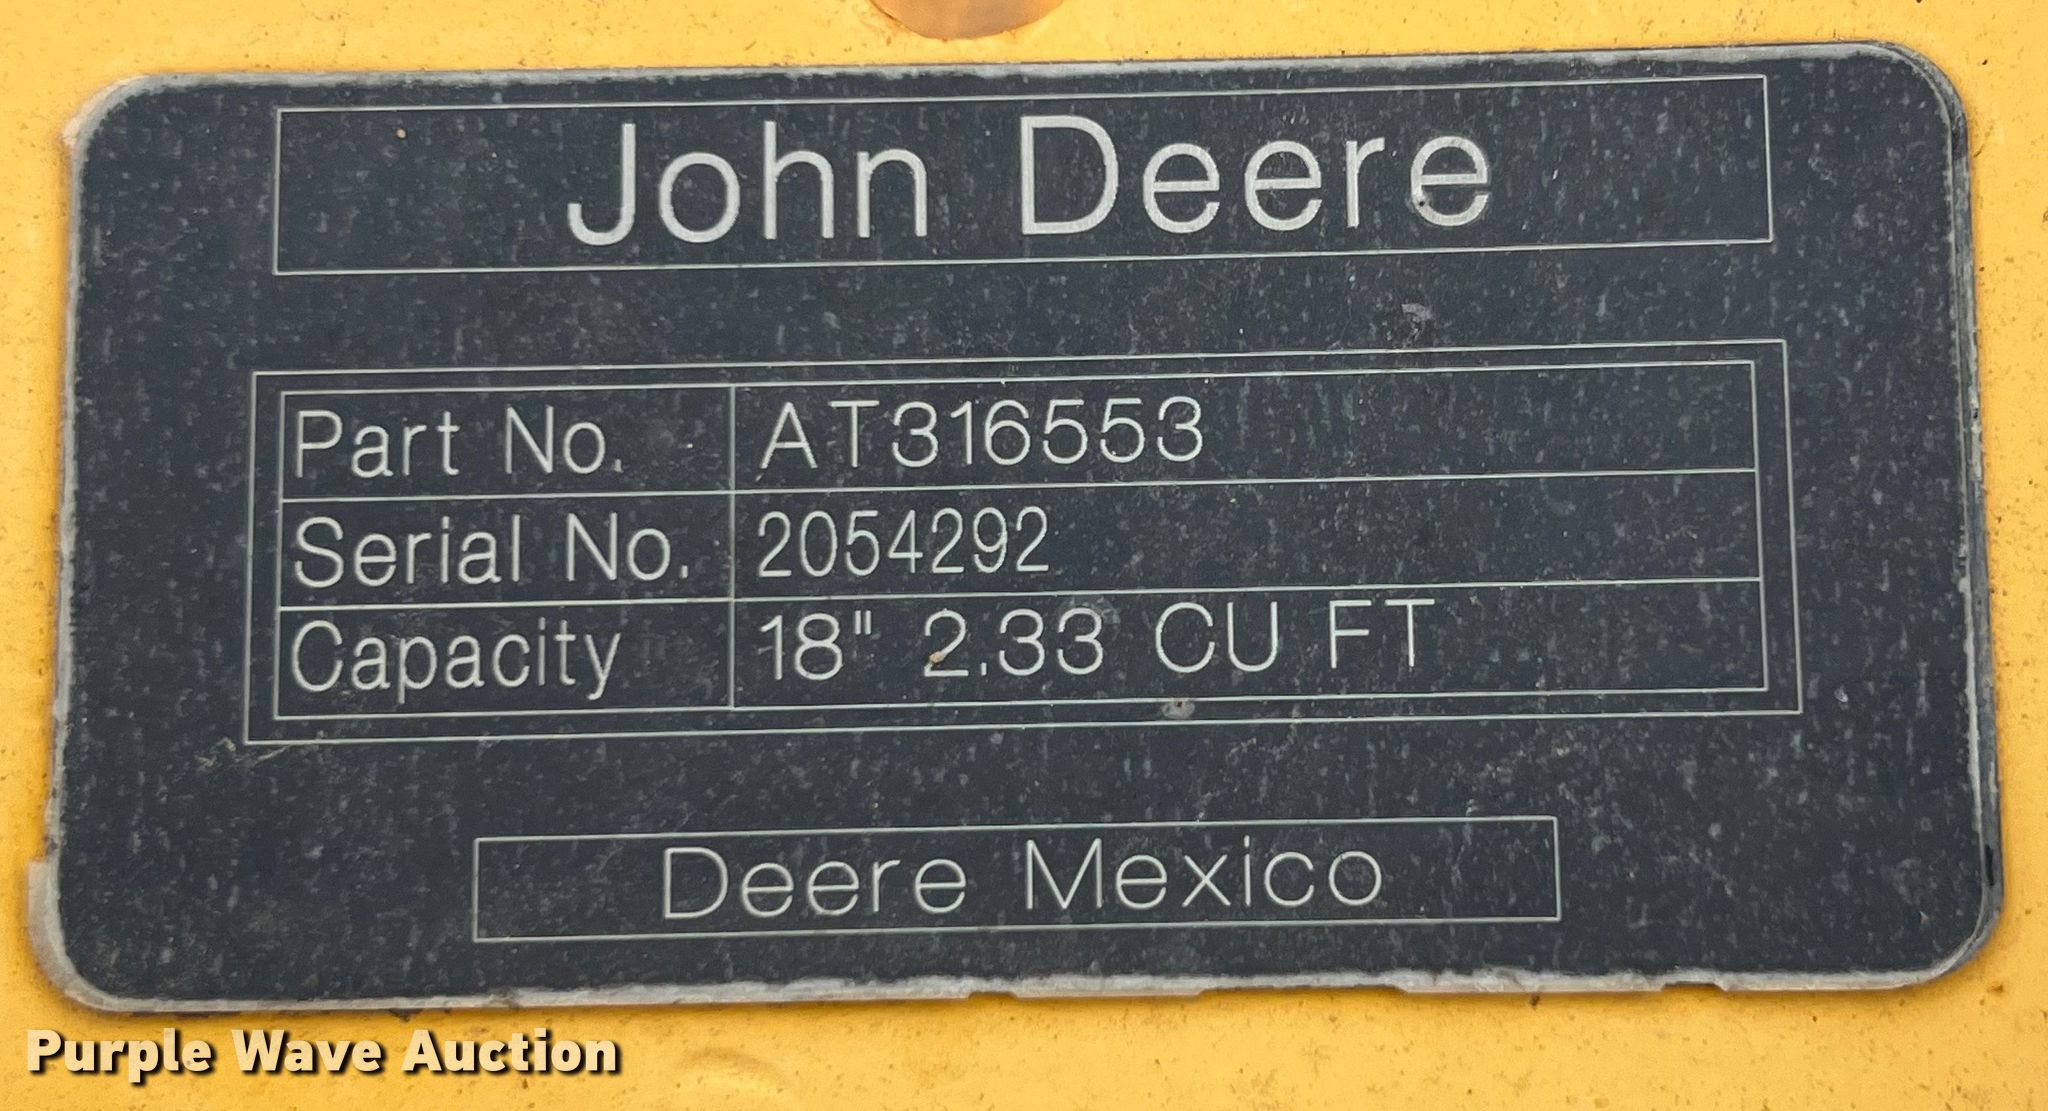 John Deere
Part No. AT316553
Serial No. 2054292
Capacity 18" 2.33 CU FT
Deere Mexico
Purple Wave Auction